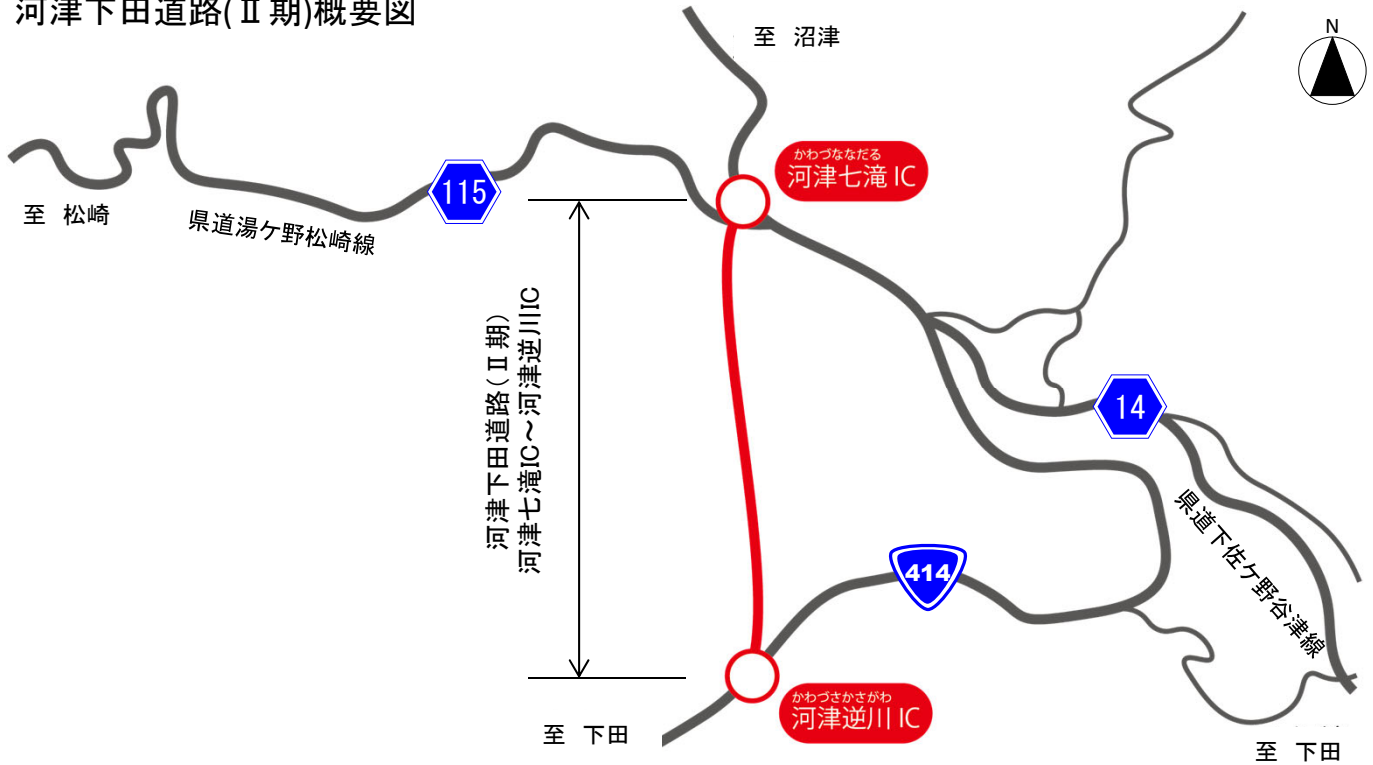 河津下田道路(Ⅱ期)概要図
至 沼津
N
かわづななだる
河津七滝 IC
115
至 松崎
県道湯ケ野松崎線
河津下田道路(Ⅱ期)
河津七滝IC~河津逆川IC
14
県道下佐ケ野谷津線
414
かわづさかさがわ
河津逆川 IC
至 下田
至 下田